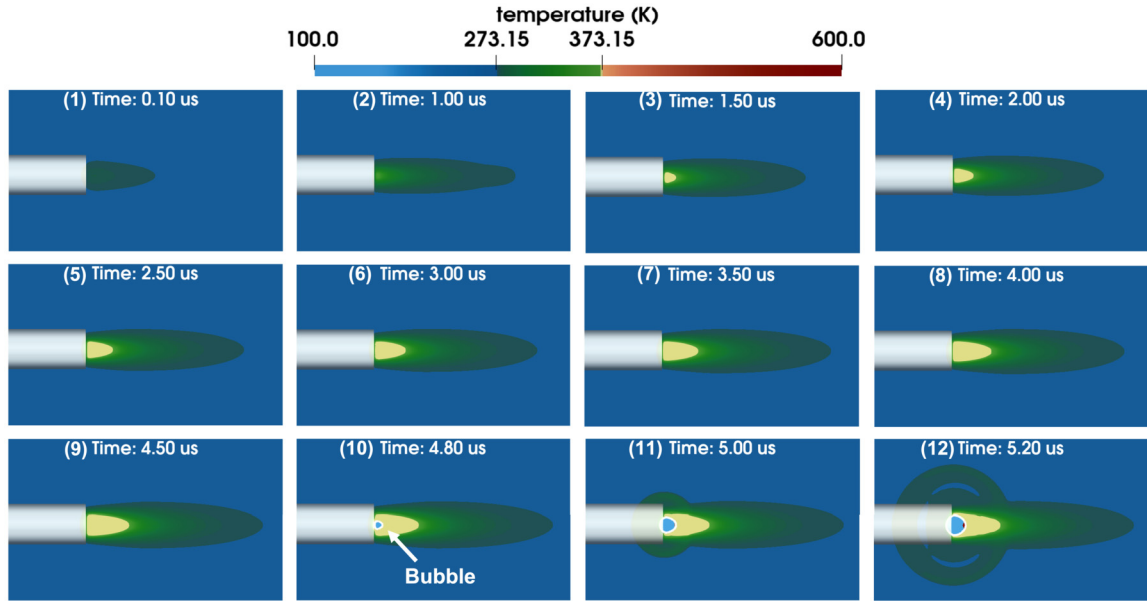 temperature (K)
100.0 273.15 373.15 600.0
(1) Time: 0.10 us
(2) Time: 1.00 us
(3) Time: 1.50 us
(4) Time: 2.00 us
(5) Time: 2.50 us
(6) Time: 3.00 us
(7) Time: 3.50 us
(8) Time: 4.00 us
(9) Time: 4.50 us
(10) Time: 4.80 us
(11) Time: 5.00 us
(12) Time: 5.20 us
Bubble